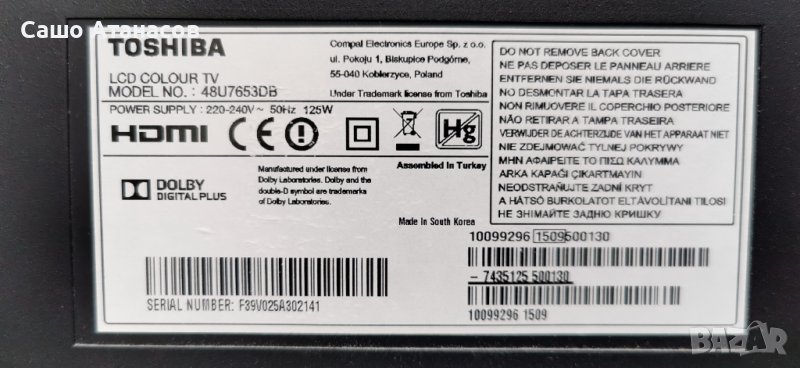 Сашо Атанасов
TOSHIBA
LCD COLOUR TV
MODEL NO. : 48U7653DB
POWER SUPPLY : 220-240V~ 50Hz 125W
HDMI CE Hg
DOLBY
DIGITAL PLUS
Manufactured under license from
Dolby Laboratories. Dolby and the
double-D symbol are trademarks
of Dolby Laboratories.
Compal Electronics Europe Sp. z o.o.
ul. Pokoju 1, Biskupice Podgórne,
55-040 Kobierzyce, Poland
Under Trademark license from Toshiba
Assembled In Turkey
Made In South Korea
DO NOT REMOVE BACK COVER
NE PAS DEPOSER LE PANNEAU ARRIERE
ENTFERNEN SIE NIEMALS DIE RÜCKWAND
NO DESMONTAR LA TAPA TRASERA
NON RIMUOVERE IL COPERCHIO POSTERIORE
NÃO RETIRAR A TAMPA TRASEIRA
VERWIJDER DE ACHTERZIJDE VAN HET APPARAAT NIET
NIE ZDEJMOWAĆ TYLNEJ POKRYWY
ΜΗΝ ΑΦΑΙΡΕΙΤΕ ΤΟ ΠΙΣΩ ΚΑΛΥΜΜΑ
ARKA KAPAĞI ÇIKARTMAYIN
NEODSTRAŇUJTE ZADNÍ KRYT
A HÁTSÓ BURKOLATOT ELTÁVOLÍTANI TILOS!
НЕ ЗНІМАЙТЕ ЗАДНЮ КРИШКУ
10099296 1509500130
- 7435125 500130
10099296 1509
SERIAL NUMBER: F39V025A302141
BAZAR